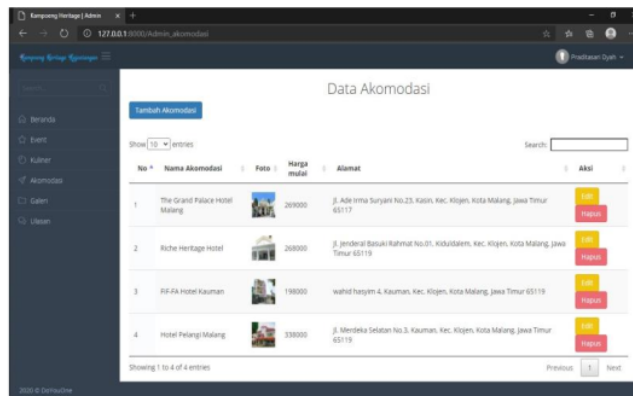 Kampoeng Heritage | Admin
127.0.0.1:8000/Admin_akomodasi
Kampoeng Heritage Kajoetangan
Praditasari Dyah
Search...
Beranda
Event
Kuliner
Akomodasi
Galeri
Ulasan
Data Akomodasi
Tambah Akomodasi
Show 10 entries
Search:
No Nama Akomodasi Foto Harga mulai Alamat Aksi
1 The Grand Palace Hotel Malang 269000 Jl. Ade Irma Suryani No.23, Kasin, Kec. Klojen, Kota Malang, Jawa Timur 65117 Edit
Hapus
2 Riche Heritage Hotel 268000 Jl. Jenderal Basuki Rahmat No.01, Kiduldalem, Kec. Klojen, Kota Malang, Jawa Timur 65119 Edit
Hapus
3 FIF-FA Hotel Kauman 198000 wahid hasyim 4, Kauman, Kec. Klojen, Kota Malang, Jawa Timur 65119 Edit
Hapus
4 Hotel Pelangi Malang 338000 Jl. Merdeka Selatan No.3, Kauman, Kec. Klojen, Kota Malang, Jawa Timur 65119 Edit
Hapus
Showing 1 to 4 of 4 entries
Previous 1 Next
2020 ©